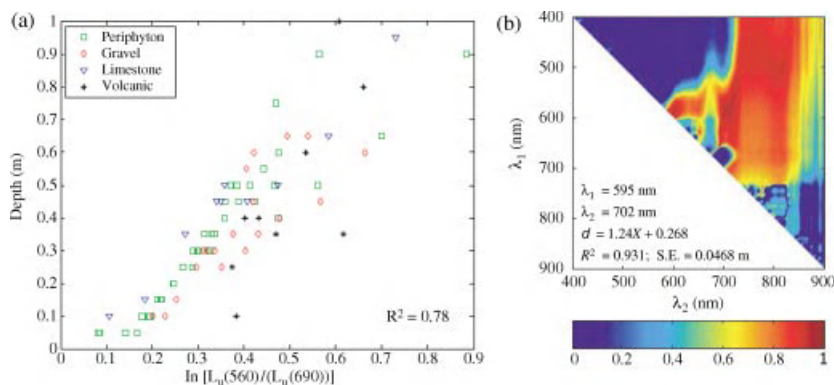 (a)
1
0.9
0.8
0.7
0.6
0.5
0.4
0.3
0.2
0.1
0
Depth (m)
Periphyton
Gravel
Limestone
Volcanic
R² = 0.78
0 0.1 0.2 0.3 0.4 0.5 0.6 0.7 0.8 0.9
ln [Lᵤ(560)/(Lᵤ(690))]
(b)
400
500
600
700
800
900
λ₁ (nm)
λ₁ = 595 nm
λ₂ = 702 nm
d = 1.24X + 0.268
R² = 0.931; S.E. = 0.0468 m
400 500 600 700 800 900
λ₂ (nm)
0 0.2 0.4 0.6 0.8 1